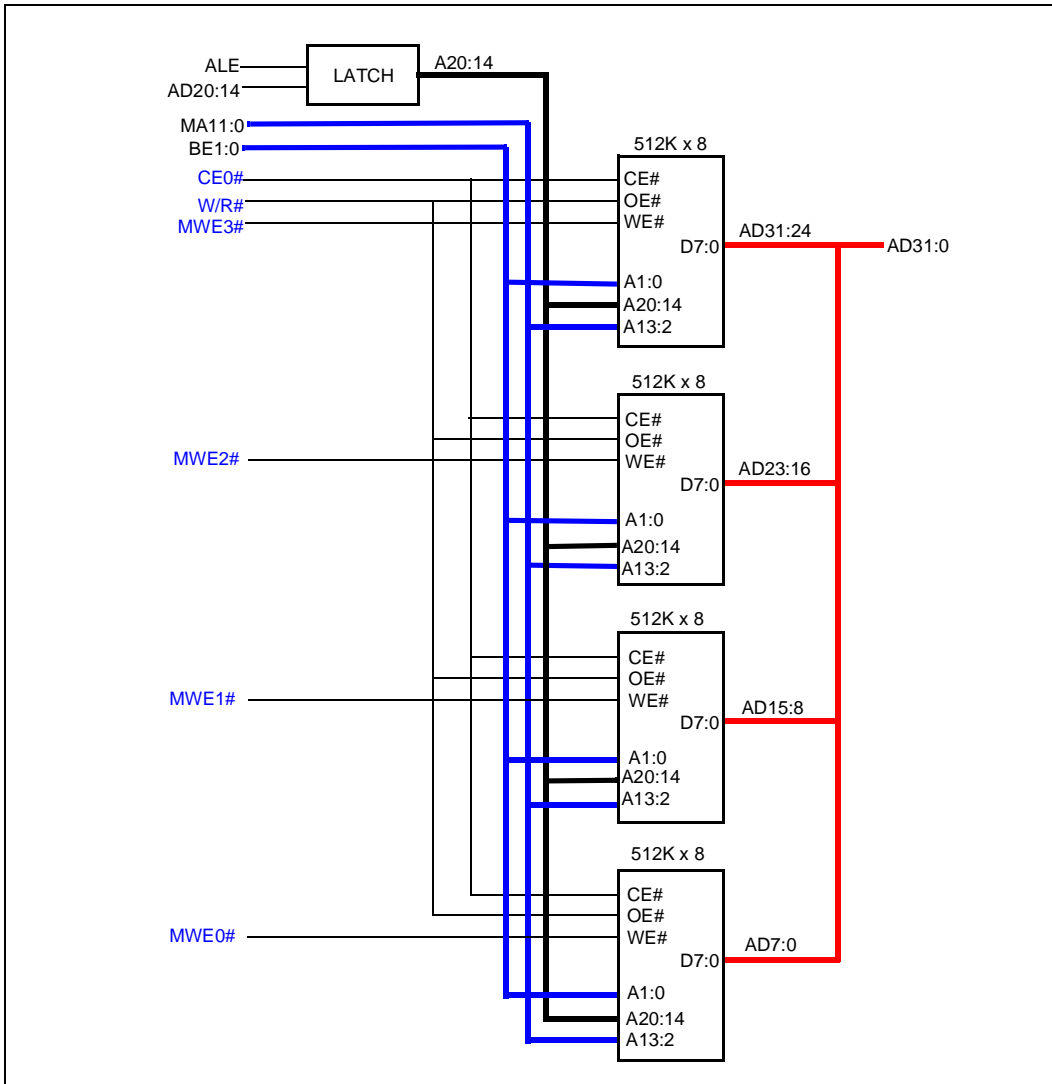 ALE
AD20:14
LATCH
A20:14
MA11:0
BE1:0
CE0#
W/R#
MWE3#
512K x 8
CE#
OE#
WE#
D7:0
A1:0
A20:14
A13:2
AD31:24
AD31:0
512K x 8
MWE2#
CE#
OE#
WE#
D7:0
A1:0
A20:14
A13:2
AD23:16
512K x 8
MWE1#
CE#
OE#
WE#
D7:0
A1:0
A20:14
A13:2
AD15:8
512K x 8
MWE0#
CE#
OE#
WE#
D7:0
A1:0
A20:14
A13:2
AD7:0